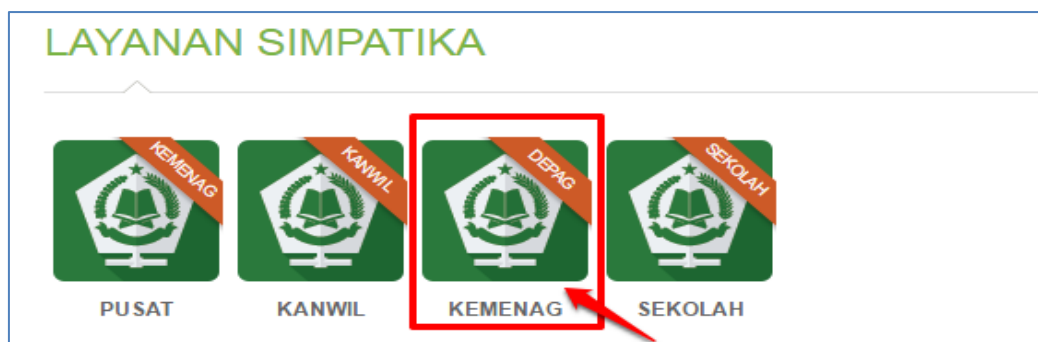 LAYANAN SIMPATIKA
KEMENAG
KANWIL
DEPAG
SEKOLAH
PUSAT
KANWIL
KEMENAG
SEKOLAH